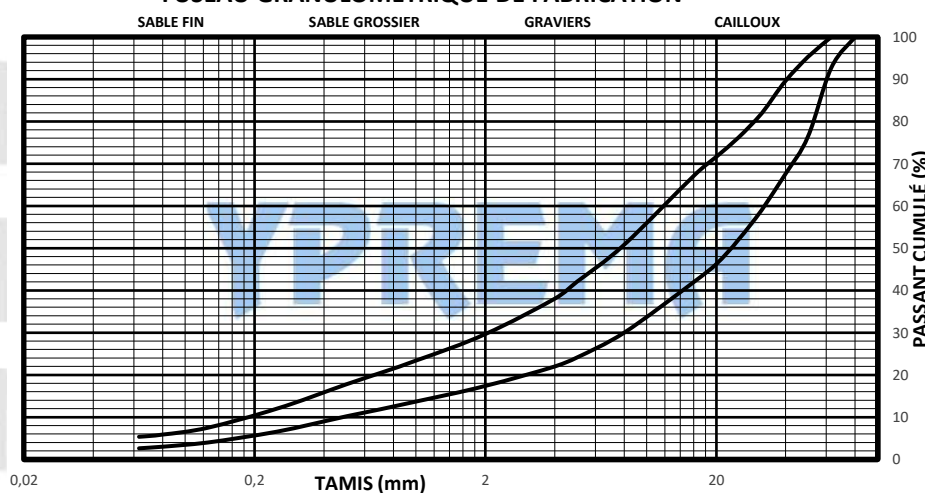 FUSEAU GRANULOMÉTRIQUE DE FABRICATION
SABLE FIN SABLE GROSSIER GRAVIERS CAILLOUX
100
90
80
70
60
50
40
30
20
10
0
PASSANT CUMULÉ (%)
YPREMA
0,02 0,2 2 20
TAMIS (mm)